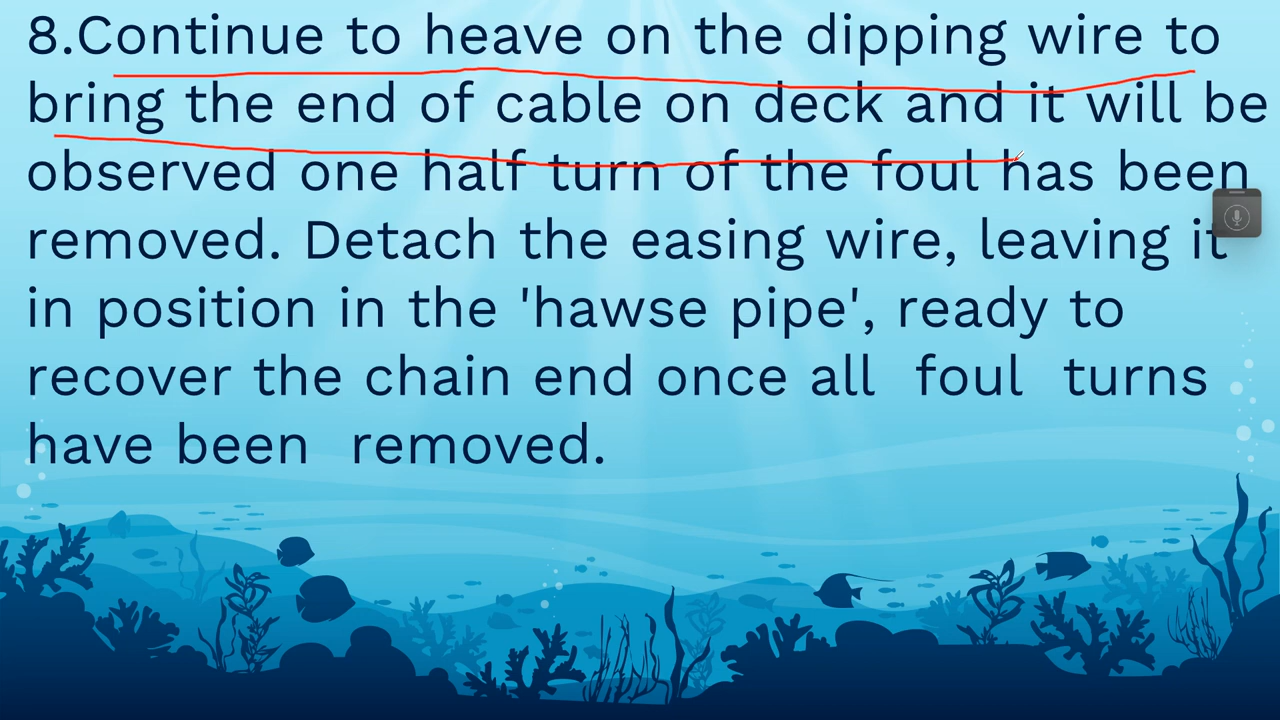 8.Continue to heave on the dipping wire to
bring the end of cable on deck and it will be
observed one half turn of the foul has been
removed. Detach the easing wire, leaving it
in position in the 'hawse pipe', ready to
recover the chain end once all  foul  turns
have been  removed.